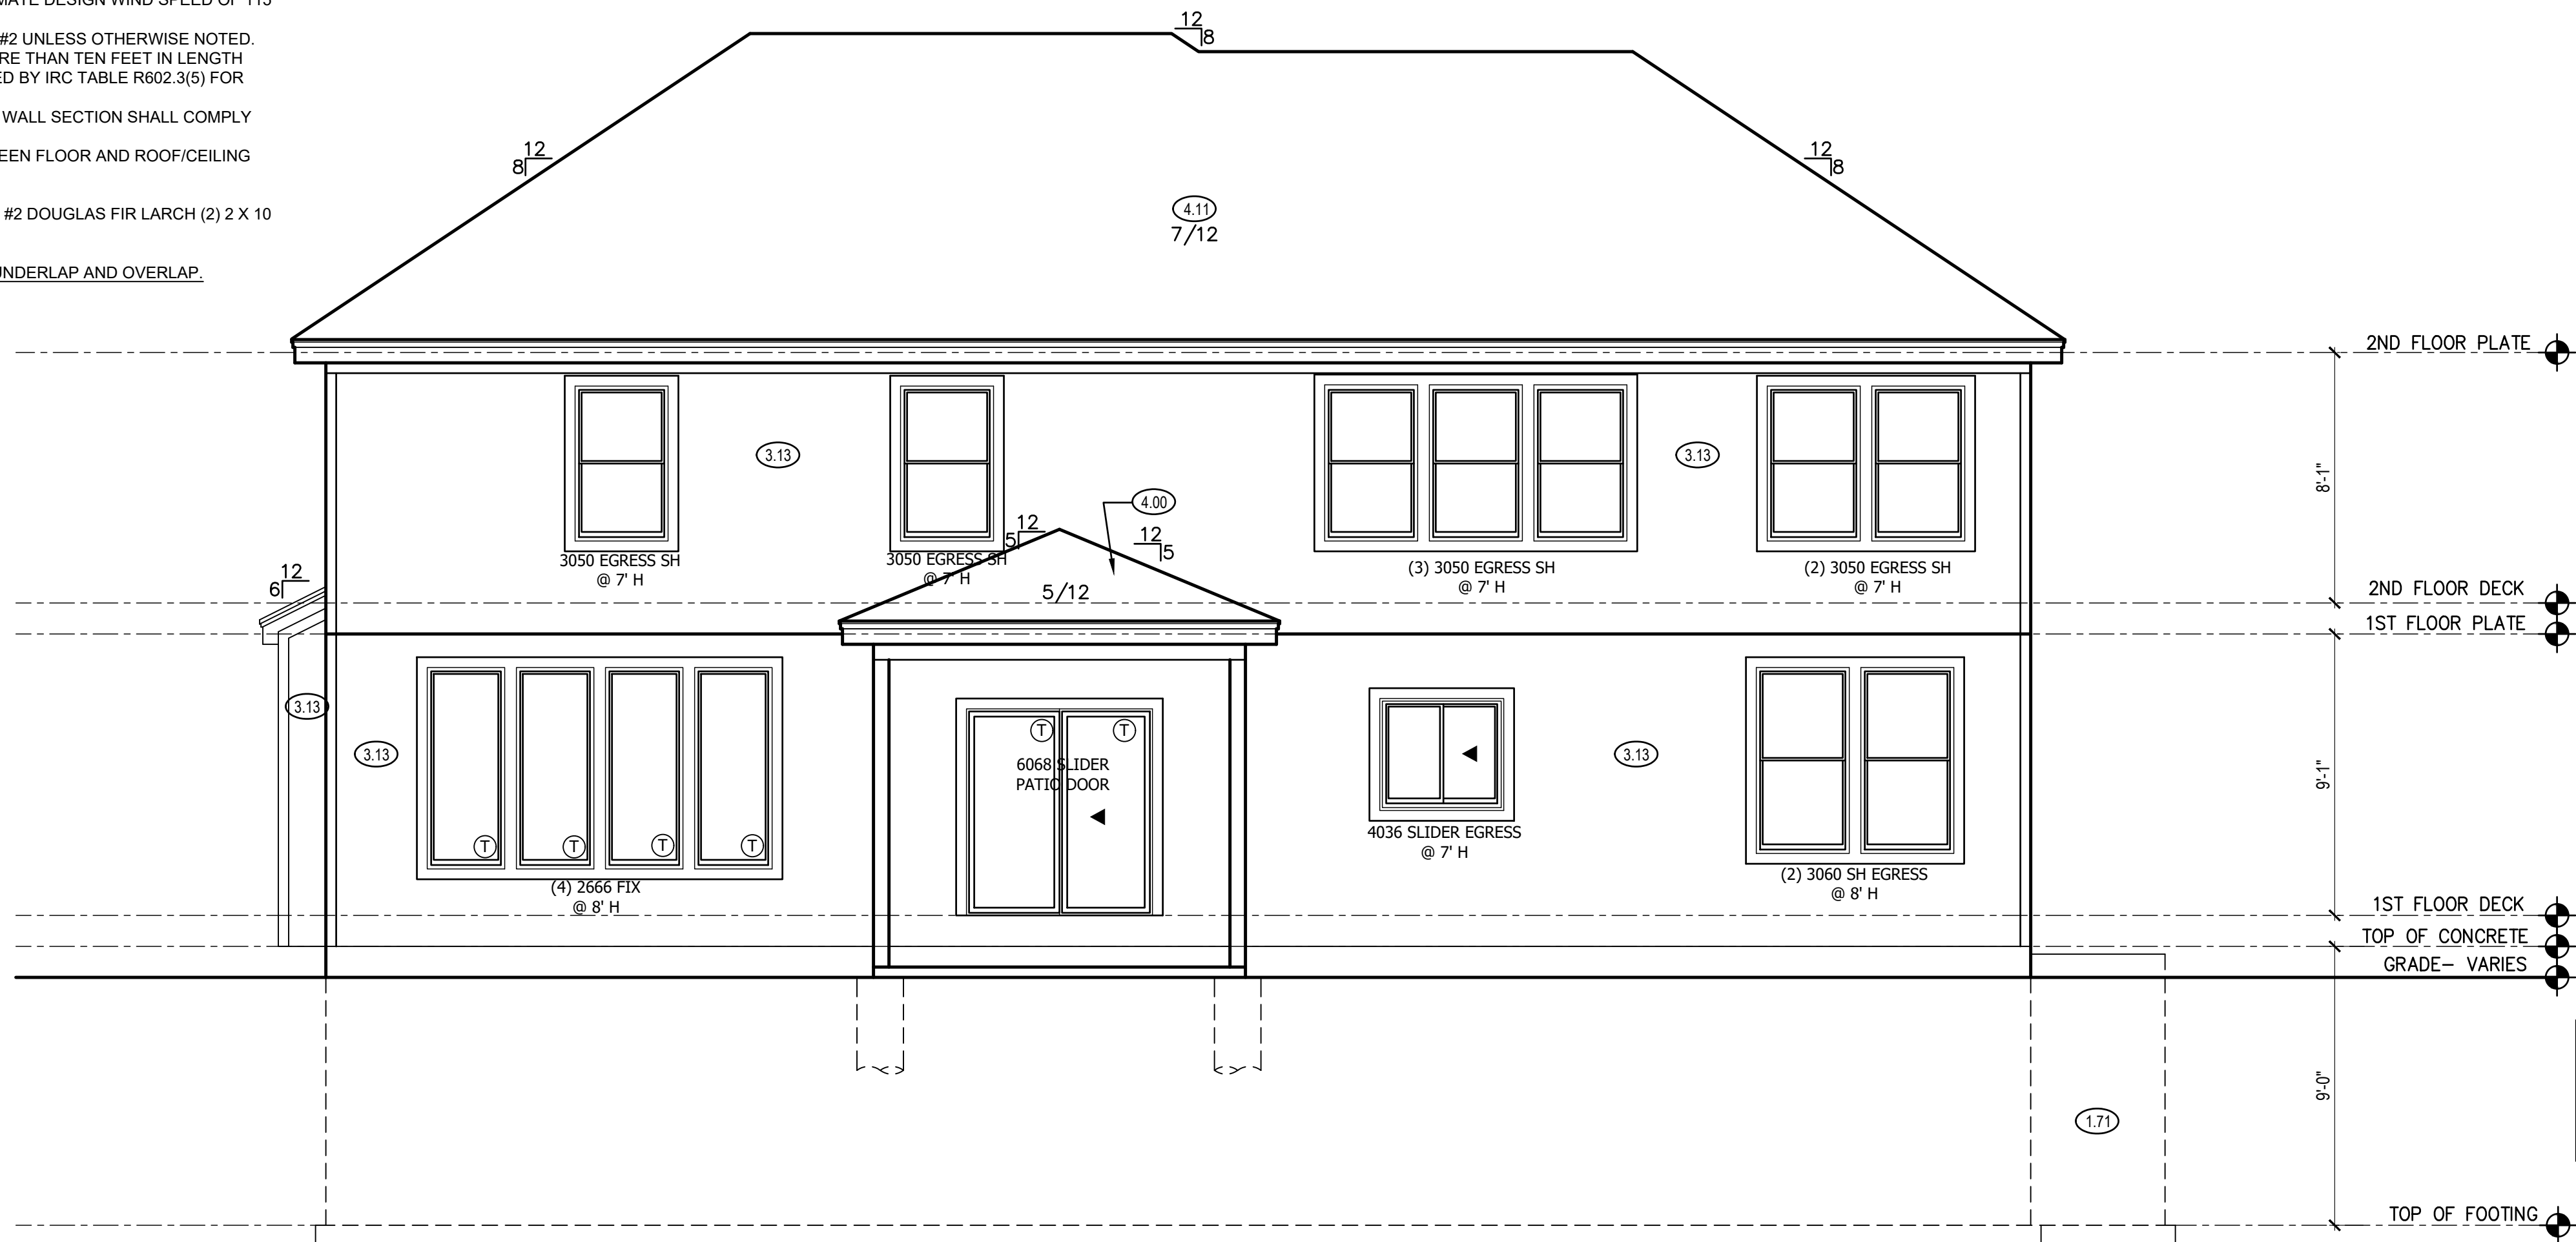 MATE DESIGN WIND SPEED OF 115
#2 UNLESS OTHERWISE NOTED.
RE THAN TEN FEET IN LENGTH
ED BY IRC TABLE R602.3(5) FOR
WALL SECTION SHALL COMPLY
EEN FLOOR AND ROOF/CEILING
#2 DOUGLAS FIR LARCH (2) 2 X 10
UNDERLAP AND OVERLAP.
12
8
12
8
12
8
4.11
7/12
2ND FLOOR PLATE
8'-1"
3.13
3.13
4.00
3050 EGRESS SH
@ 7' H
3050 EGRESS SH
@ 7' H
12
5
12
5
5/12
(3) 3050 EGRESS SH
@ 7' H
(2) 3050 EGRESS SH
@ 7' H
12
6
2ND FLOOR DECK
1ST FLOOR PLATE
3.13
3.13
T
T
6068 SLIDER
PATIO DOOR
3.13
9'-1"
T
T
T
T
4036 SLIDER EGRESS
@ 7' H
(4) 2666 FIX
@ 8' H
(2) 3060 SH EGRESS
@ 8' H
1ST FLOOR DECK
TOP OF CONCRETE
GRADE- VARIES
9'-0"
1.71
TOP OF FOOTING